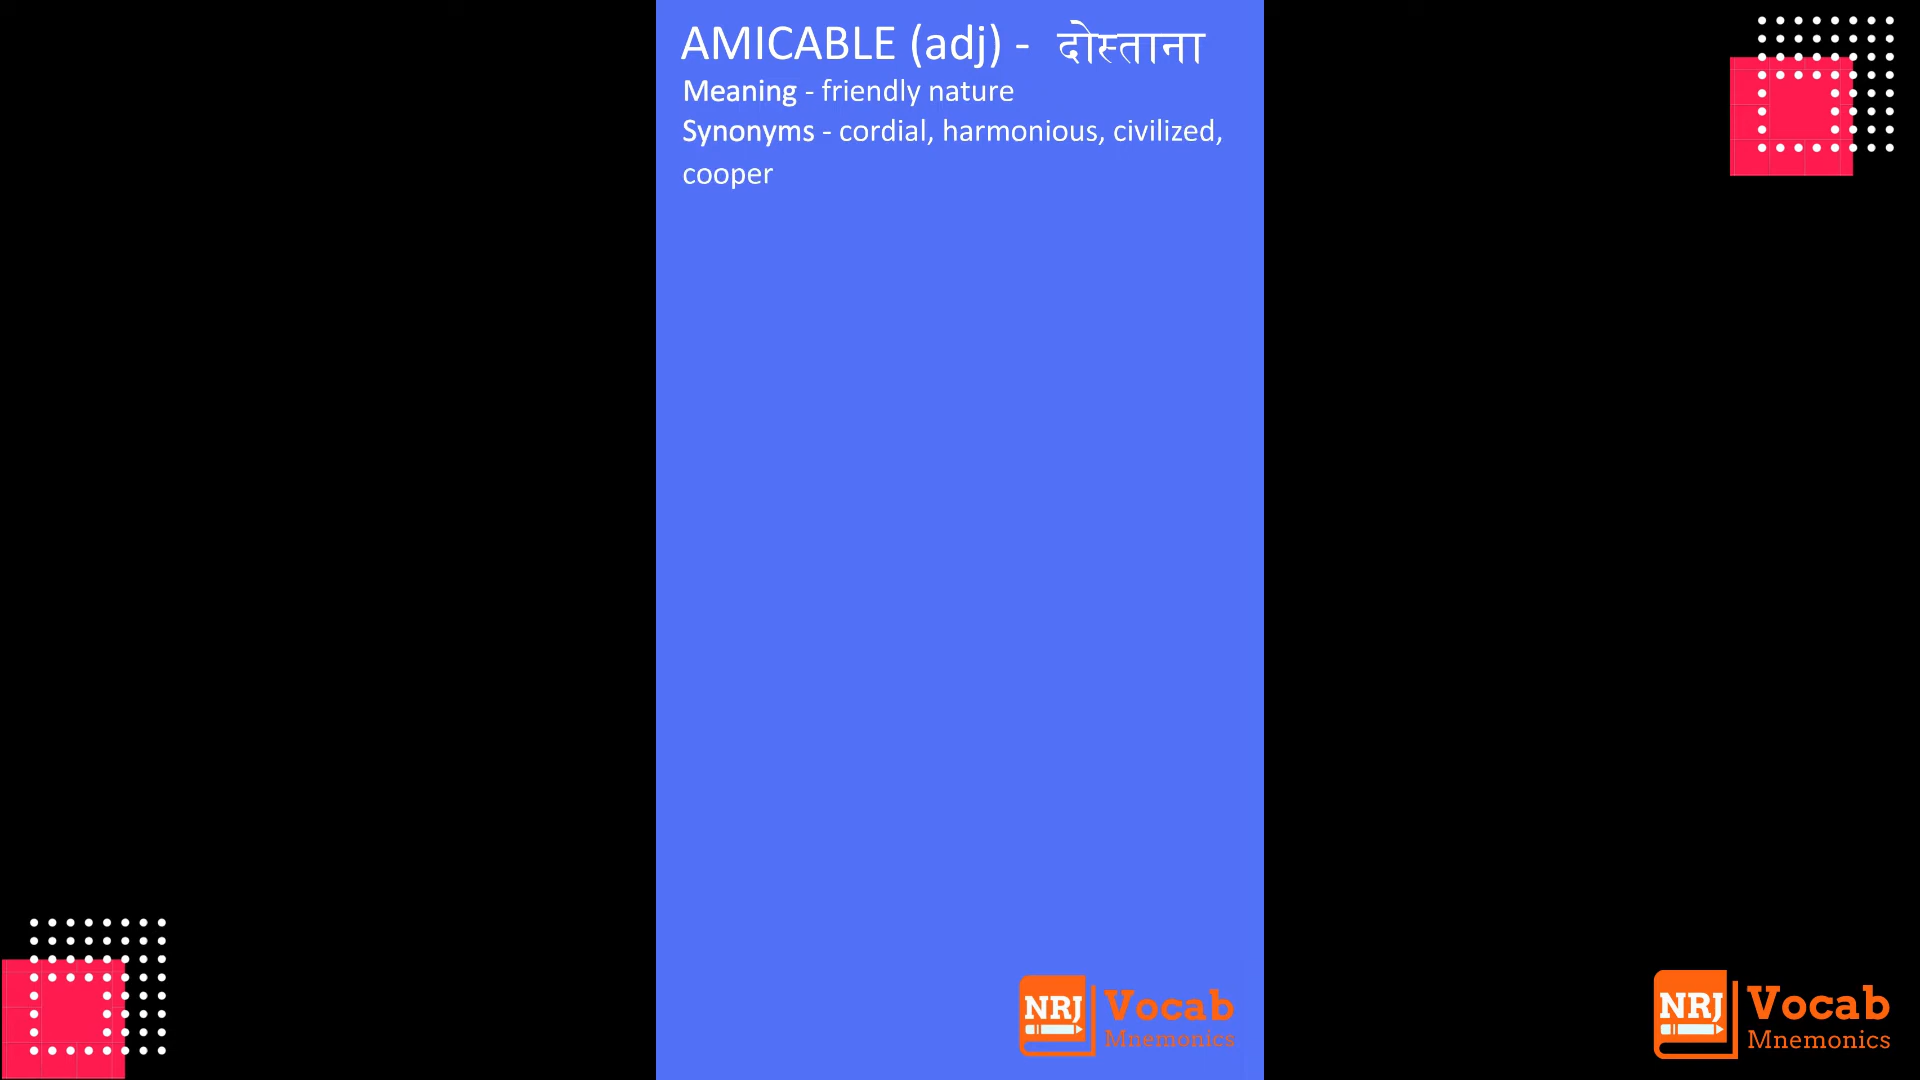 AMICABLE (adj) - दोस्ताना
Meaning - friendly nature
Synonyms - cordial, harmonious, civilized,
cooper
NRJ Vocab
Mnemonics
NRJ Vocab
Mnemonics